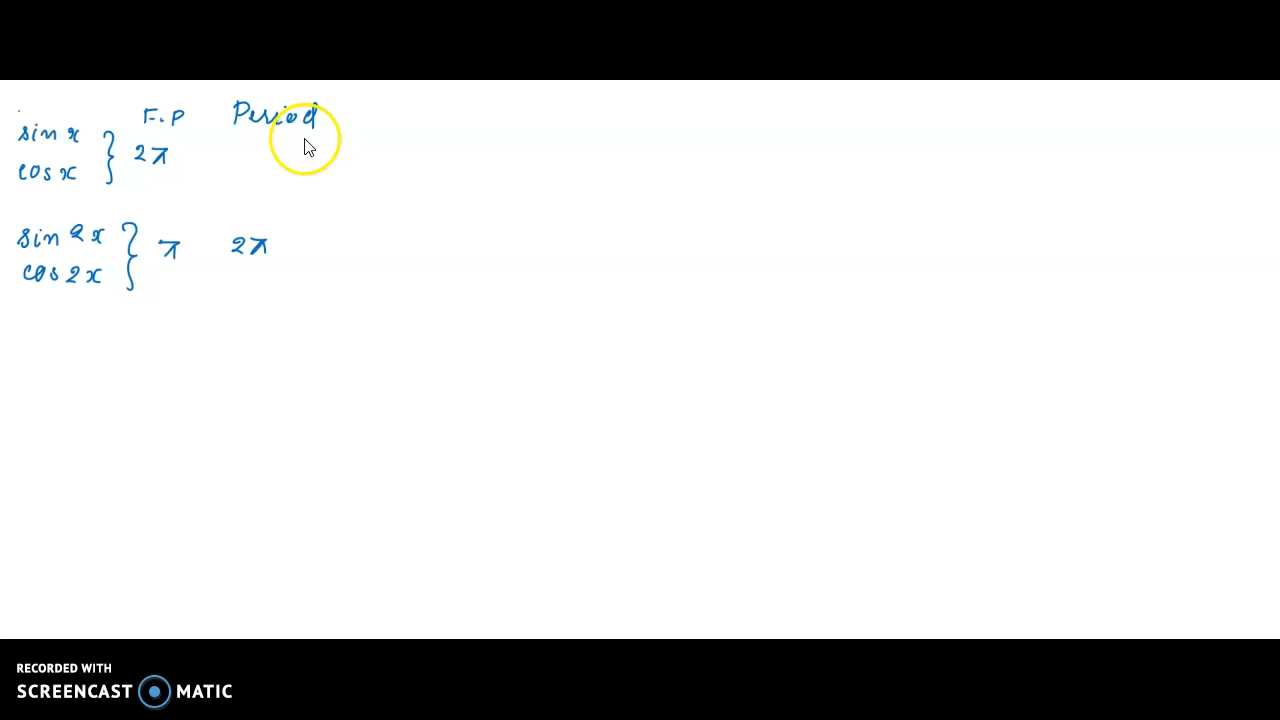 F.P Period
sin x
cos x } 2π
sin 2x
cos 2x } π 2π
RECORDED WITH
SCREENCAST MATIC